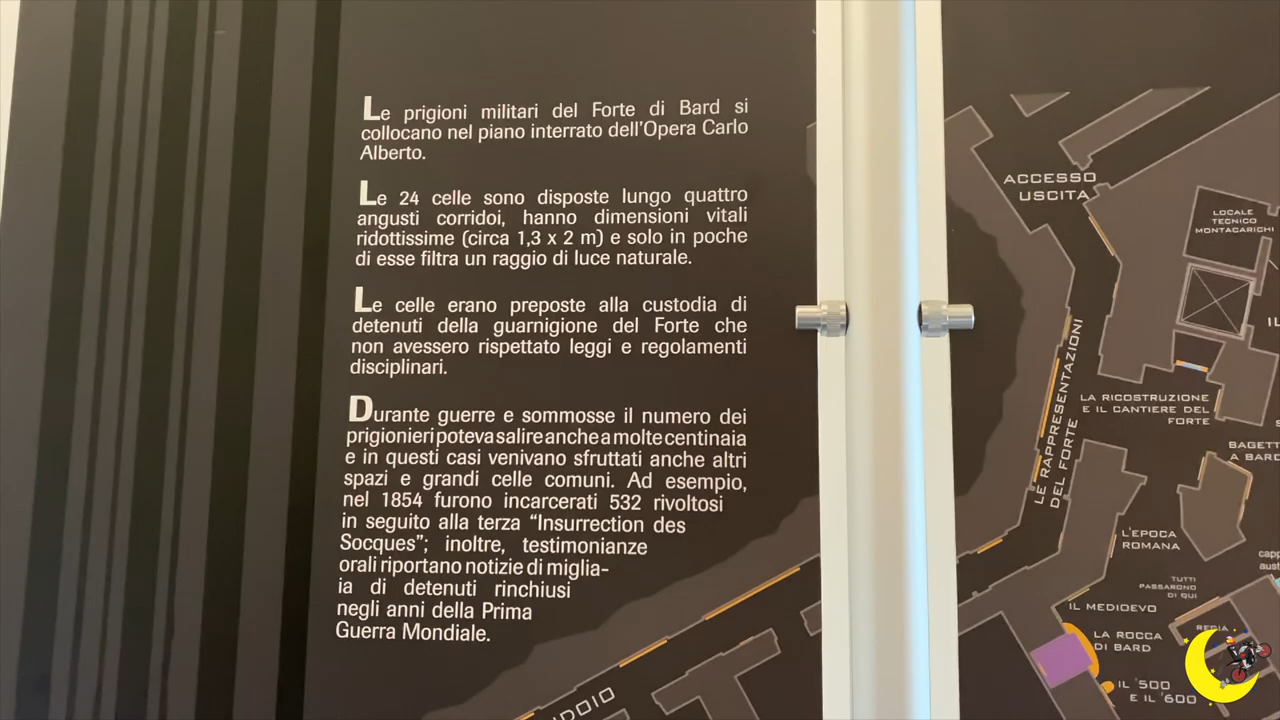 Le prigioni militari del Forte di Bard si
collocano nel piano interrato dell'Opera Carlo
Alberto.
Le 24 celle sono disposte lungo quattro
angusti corridoi, hanno dimensioni vitali
ridottissime (circa 1,3 x 2 m) e solo in poche
di esse filtra un raggio di luce naturale.
Le celle erano preposte alla custodia di
detenuti della guarnigione del Forte che
non avessero rispettato leggi e regolamenti
disciplinari.
Durante guerre e sommosse il numero dei
prigionieri poteva salire anche a molte centinaia
e in questi casi venivano sfruttati anche altri
spazi e grandi celle comuni. Ad esempio,
nel 1854 furono incarcerati 532 rivoltosi
in seguito alla terza “Insurrection des
Socques”; inoltre, testimonianze
orali riportano notizie di miglia-
ia di detenuti rinchiusi
negli anni della Prima
Guerra Mondiale.
ACCESSO
USCITA
LOCALE
TECNICO
MONTACARICHI
LE RAPPRESENTAZIONI
DEL FORTE
LA RICOSTRUZIONE
E IL CANTIERE DEL
FORTE
BAGETT
A BARD
L'EPOCA
ROMANA
TUTTI
PASSARONO
DI QUI
IL MEDIOEVO
LA ROCCA
DI BARD
IL '500
E IL '600